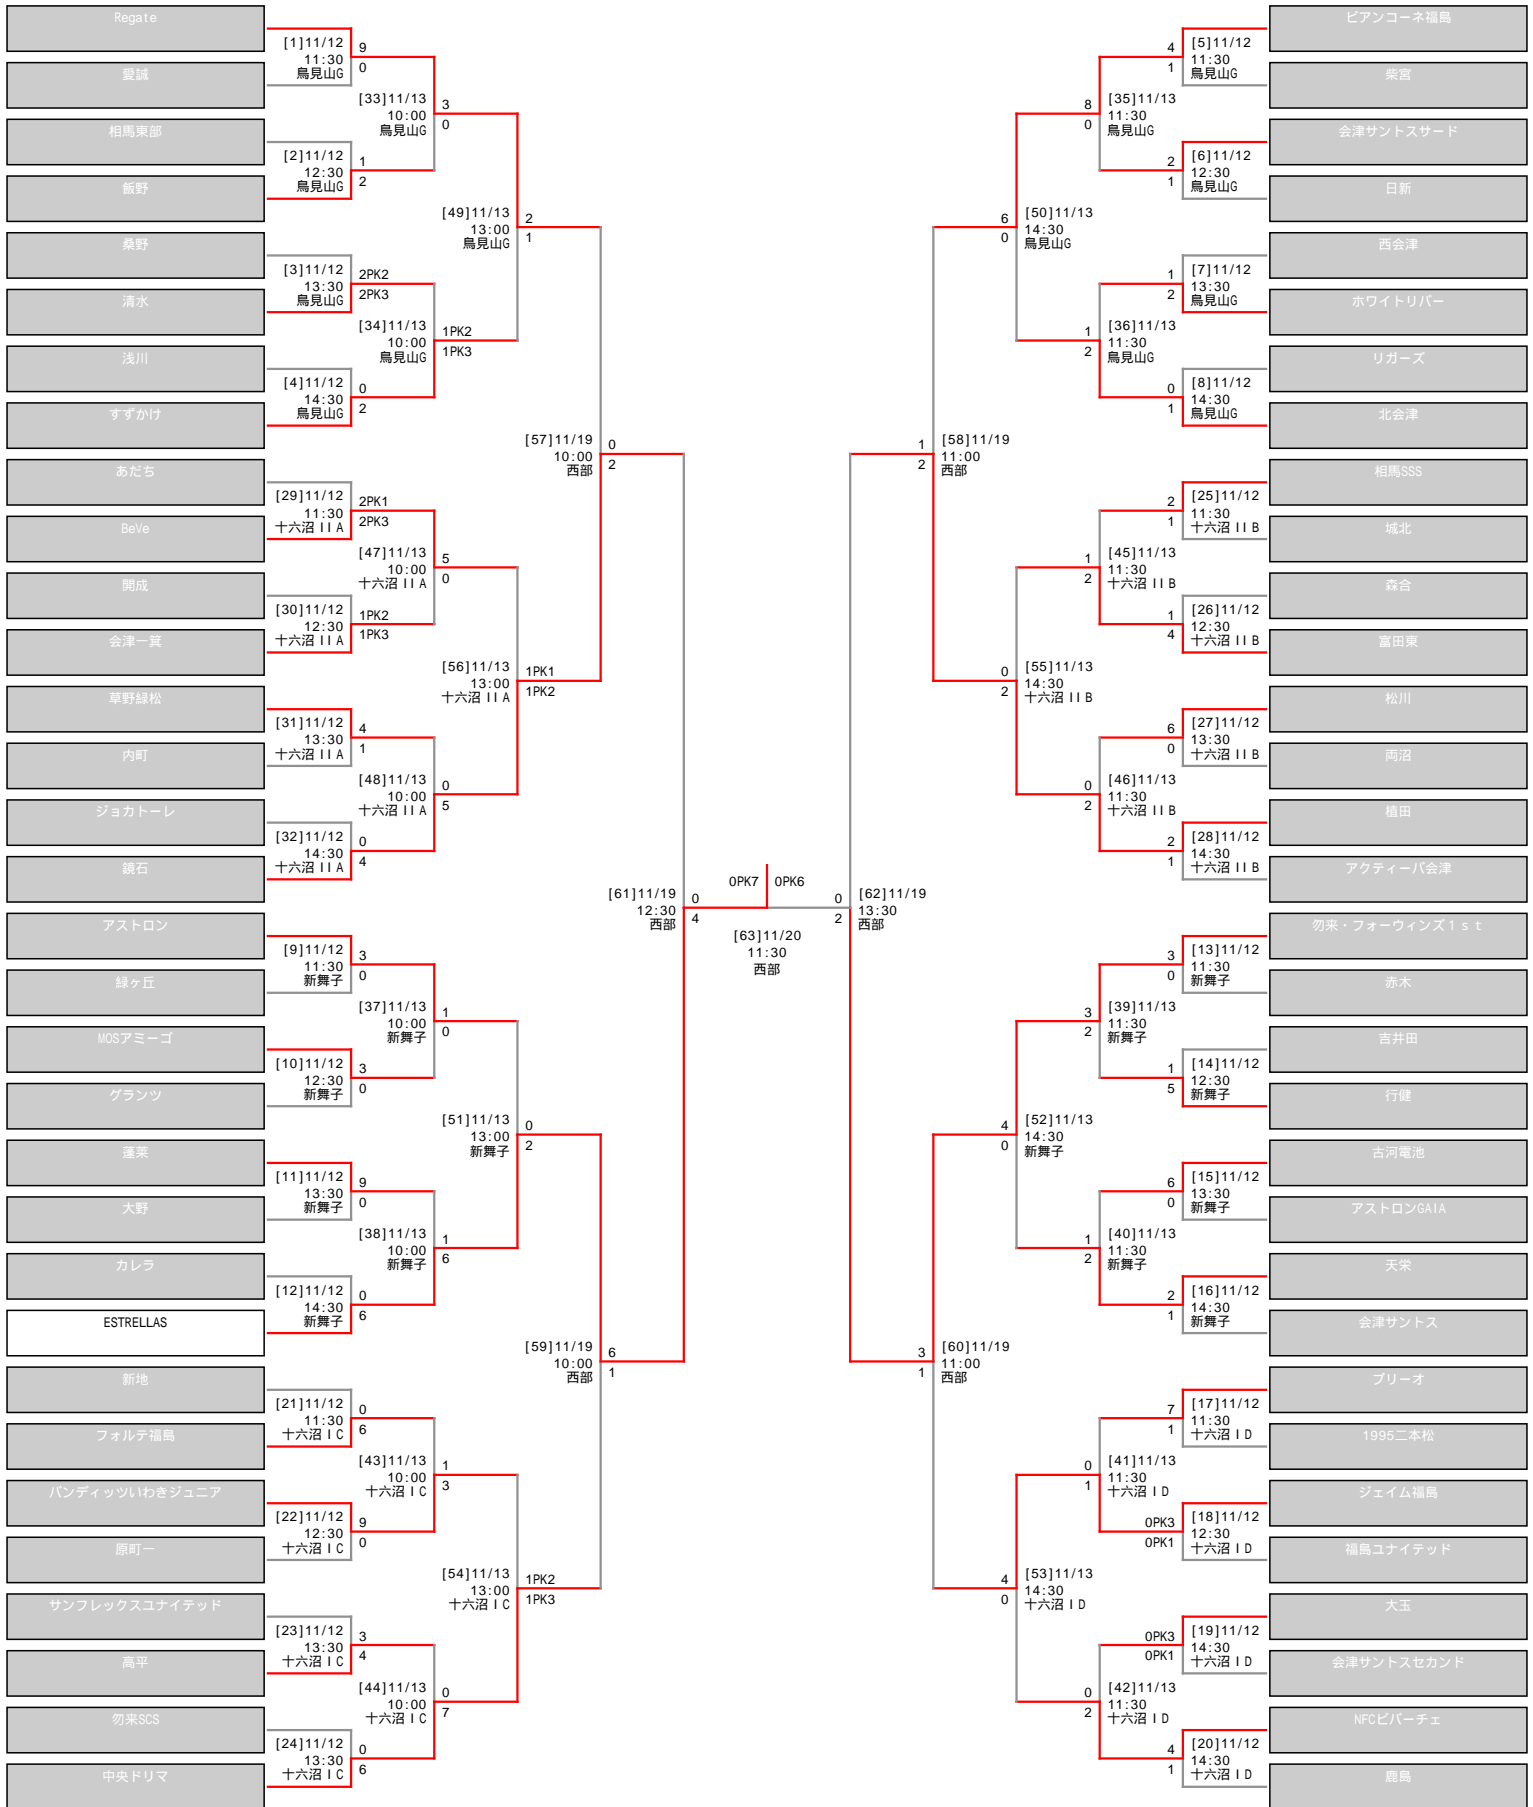 Regate
[1]11/12
11:30
鳥見山G
9
0
愛誠
[33]11/13
10:00
鳥見山G
3
0
相馬東部
[2]11/12
12:30
鳥見山G
1
2
飯野
[49]11/13
13:00
鳥見山G
2
1
桑野
[3]11/12
13:30
鳥見山G
2PK2
2PK3
清水
[34]11/13
10:00
鳥見山G
1PK2
1PK3
浅川
[4]11/12
14:30
鳥見山G
0
2
すずかけ
[57]11/19
10:00
西部
0
2
あだち
[29]11/12
11:30
十六沼IIA
2PK1
2PK3
BeVe
[47]11/13
10:00
十六沼IIA
5
0
開成
[30]11/12
12:30
十六沼IIA
1PK2
1PK3
会津一箕
[56]11/13
13:00
十六沼IIA
1PK1
1PK2
草野緑松
[31]11/12
13:30
十六沼IIA
4
1
内町
[48]11/13
10:00
十六沼IIA
0
5
ジョカトーレ
[32]11/12
14:30
十六沼IIA
0
4
鏡石
[61]11/19
12:30
西部
0
4
アストロン
[9]11/12
11:30
新舞子
3
0
緑ヶ丘
[37]11/13
10:00
新舞子
1
0
MOSアミーゴ
[10]11/12
12:30
新舞子
3
0
グランツ
[51]11/13
13:00
新舞子
0
2
蓬莱
[11]11/12
13:30
新舞子
9
0
大野
[38]11/13
10:00
新舞子
1
6
カレラ
[12]11/12
14:30
新舞子
0
6
ESTRELLAS
[59]11/19
10:00
西部
6
1
新地
[21]11/12
11:30
十六沼IC
0
6
フォルテ福島
[43]11/13
10:00
十六沼IC
1
3
バンディッツいわきジュニア
[22]11/12
12:30
十六沼IC
9
0
原町一
[54]11/13
13:00
十六沼IC
1PK2
1PK3
サンフレックスユナイテッド
[23]11/12
13:30
十六沼IC
3
4
高平
[44]11/13
10:00
十六沼IC
0
7
勿来SCS
[24]11/12
13:30
十六沼IC
0
6
中央ドリマ
0PK7
0PK6
[63]11/20
11:30
西部
ビアンコーネ福島
4
1
[5]11/12
11:30
鳥見山G
柴宮
8
0
[35]11/13
11:30
鳥見山G
会津サントスサード
2
1
[6]11/12
12:30
鳥見山G
日新
6
0
[50]11/13
14:30
鳥見山G
西会津
1
2
[7]11/12
13:30
鳥見山G
ホワイトリバー
1
2
[36]11/13
11:30
鳥見山G
リガーズ
0
1
[8]11/12
14:30
鳥見山G
北会津
1
2
[58]11/19
11:00
西部
相馬SSS
2
1
[25]11/12
11:30
十六沼IIB
城北
1
2
[45]11/13
11:30
十六沼IIB
森合
1
4
[26]11/12
12:30
十六沼IIB
富田東
0
2
[55]11/13
14:30
十六沼IIB
松川
6
0
[27]11/12
13:30
十六沼IIB
両沼
0
2
[46]11/13
11:30
十六沼IIB
植田
2
1
[28]11/12
14:30
十六沼IIB
アクティーバ会津
0
2
[62]11/19
13:30
西部
勿来・フォーウィンズ1st
3
0
[13]11/12
11:30
新舞子
赤木
3
2
[39]11/13
11:30
新舞子
吉井田
1
5
[14]11/12
12:30
新舞子
行健
4
0
[52]11/13
14:30
新舞子
古河電池
6
0
[15]11/12
13:30
新舞子
アストロンGAIA
1
2
[40]11/13
11:30
新舞子
天栄
2
1
[16]11/12
14:30
新舞子
会津サントス
3
1
[60]11/19
11:00
西部
ブリーオ
7
1
[17]11/12
11:30
十六沼ID
1995二本松
0
1
[41]11/13
11:30
十六沼ID
ジェイム福島
0PK3
0PK1
[18]11/12
12:30
十六沼ID
福島ユナイテッド
4
0
[53]11/13
14:30
十六沼ID
大玉
0PK3
0PK1
[19]11/12
14:30
十六沼ID
会津サントスセカンド
0
2
[42]11/13
11:30
十六沼ID
NFCビバーチェ
4
1
[20]11/12
14:30
十六沼ID
鹿島